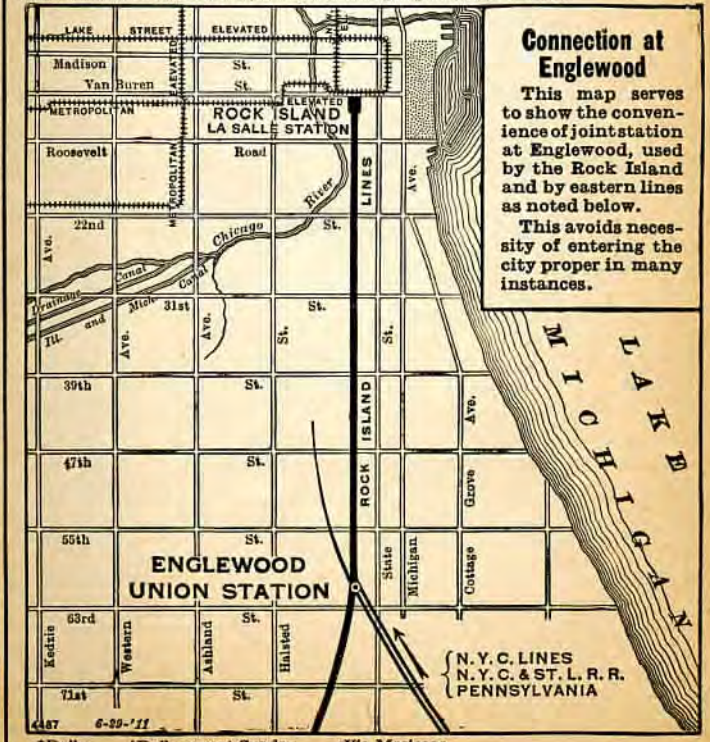 Connection at
Englewood
This map serves
to show the conven-
ience of joint station
at Englewood, used
by the Rock Island
and by eastern lines
as noted below.
This avoids neces-
sity of entering the
city proper in many
instances.
LAKE STREET ELEVATED
Madison St.
Van Buren St.
METROPOLITAN ELEVATED
METROPOLITAN
ELEVATED
ROCK ISLAND
LA SALLE STATION
Roosevelt Road
LINES
Ave.
River
22nd St.
Chicago
Ave.
Drainage Canal
Ill. and Mich. Canal
31st St.
Ave.
Ave.
St.
St.
39th St.
ROCK ISLAND
Ave.
47th St.
Grove
55th St.
ENGLEWOOD
UNION STATION
State
Michigan
Cottage
63rd St.
Kedzie
Western
Ashland
Halsted
71st St.
LAKE
MICHIGAN
N.Y.C. LINES
N.Y.C. & ST. L. R. R.
PENNSYLVANIA
4487 6-29-'11